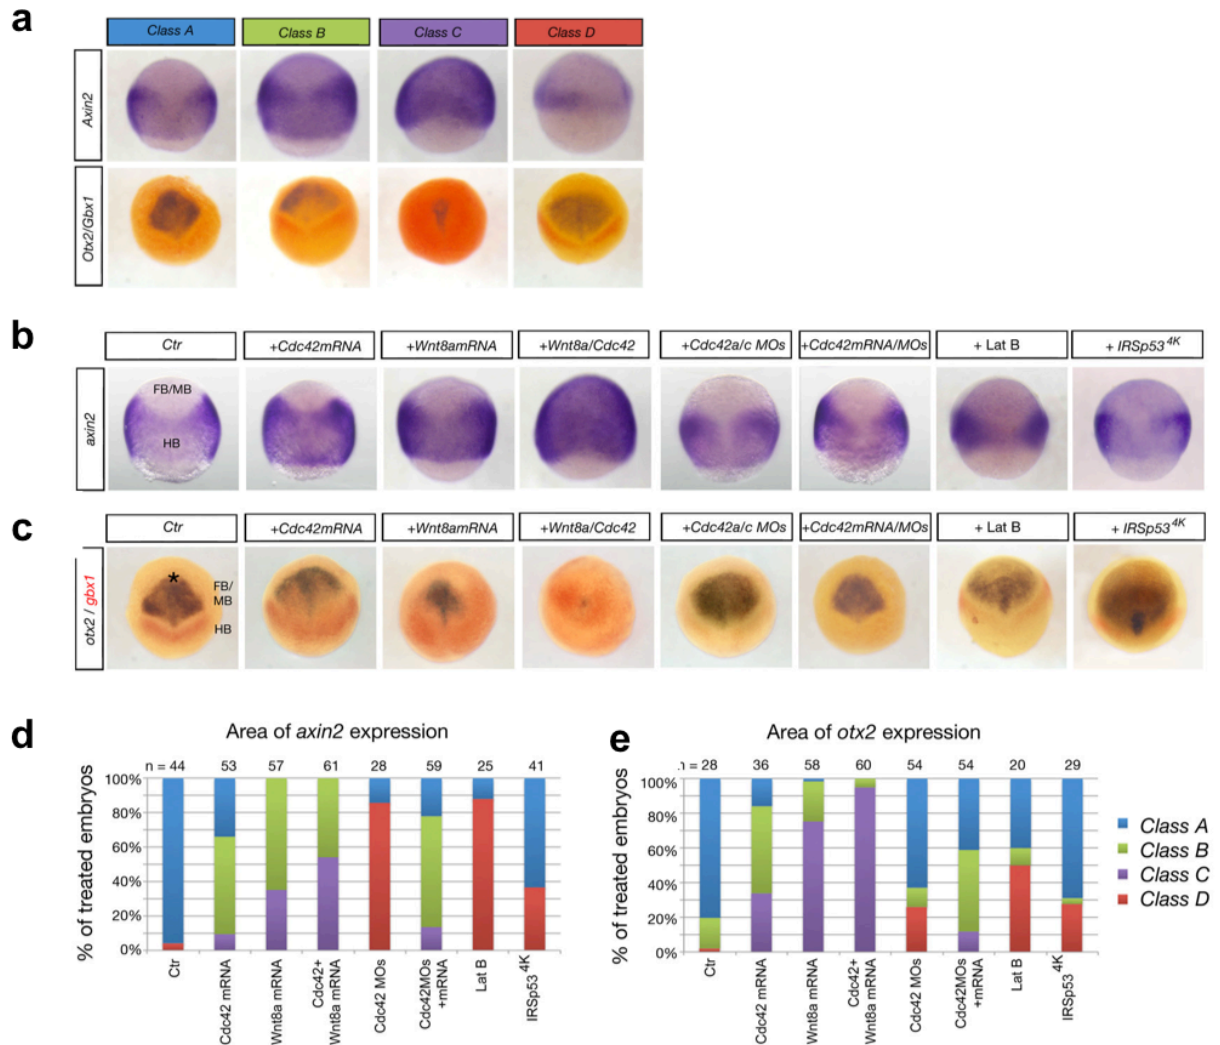 a
Class A Class B Class C Class D
Axin2
Otx2/Gbx1
b
Ctr +Cdc42mRNA +Wnt8amRNA +Wnt8a/Cdc42 +Cdc42a/c MOs +Cdc42mRNA/MOs + Lat B + IRSp53 4K
axin2
FB/MB
HB
c
Ctr +Cdc42mRNA +Wnt8amRNA +Wnt8a/Cdc42 +Cdc42a/c MOs +Cdc42mRNA/MOs + Lat B + IRSp53 4K
otx2 / gbx1
*
FB/
MB
HB
d
Area of axin2 expression
n = 44 53 57 61 28 59 25 41
% of treated embryos
100%
80%
60%
40%
20%
0%
Ctr
Cdc42 mRNA
Wnt8a mRNA
Cdc42+
Wnt8a mRNA
Cdc42 MOs
Cdc42MOs
+mRNA
Lat B
IRSp53 4K
e
Area of otx2 expression
n = 28 36 58 60 54 54 20 29
% of treated embryos
100%
80%
60%
40%
20%
0%
Ctr
Cdc42 mRNA
Wnt8a mRNA
Cdc42+
Wnt8a mRNA
Cdc42 MOs
Cdc42MOs
+mRNA
Lat B
IRSp53 4K
Class A
Class B
Class C
Class D